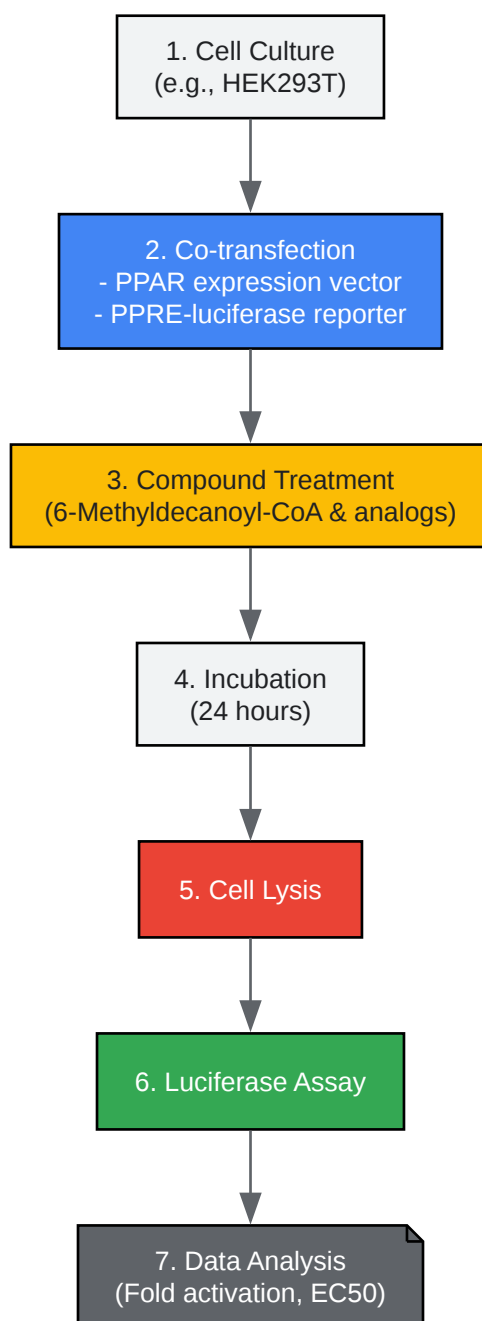 1. Cell Culture
(e.g., HEK293T)
2. Co-transfection
- PPAR expression vector
- PPRE-luciferase reporter
3. Compound Treatment
(6-Methyldecanoyl-CoA & analogs)
4. Incubation
(24 hours)
5. Cell Lysis
6. Luciferase Assay
7. Data Analysis
(Fold activation, EC50)